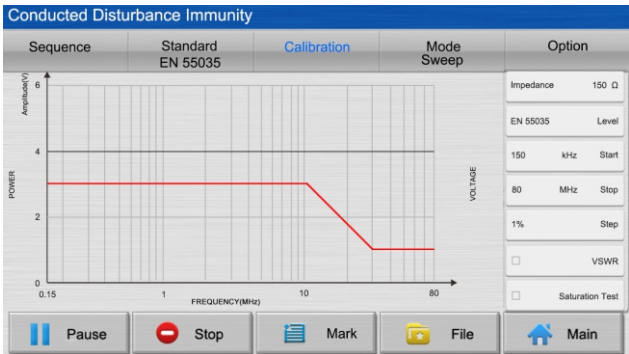 Conducted Disturbance Immunity
Sequence
Standard
EN 55035
Calibration
Mode
Sweep
Option
Amplitude(V)
6
4
2
0
POWER
VOLTAGE
0.15
1
10
80
FREQUENCY(MHz)
Impedance 150 Ω
EN 55035 Level
150 kHz Start
80 MHz Stop
1% Step
VSWR
Saturation Test
Pause
Stop
Mark
File
Main